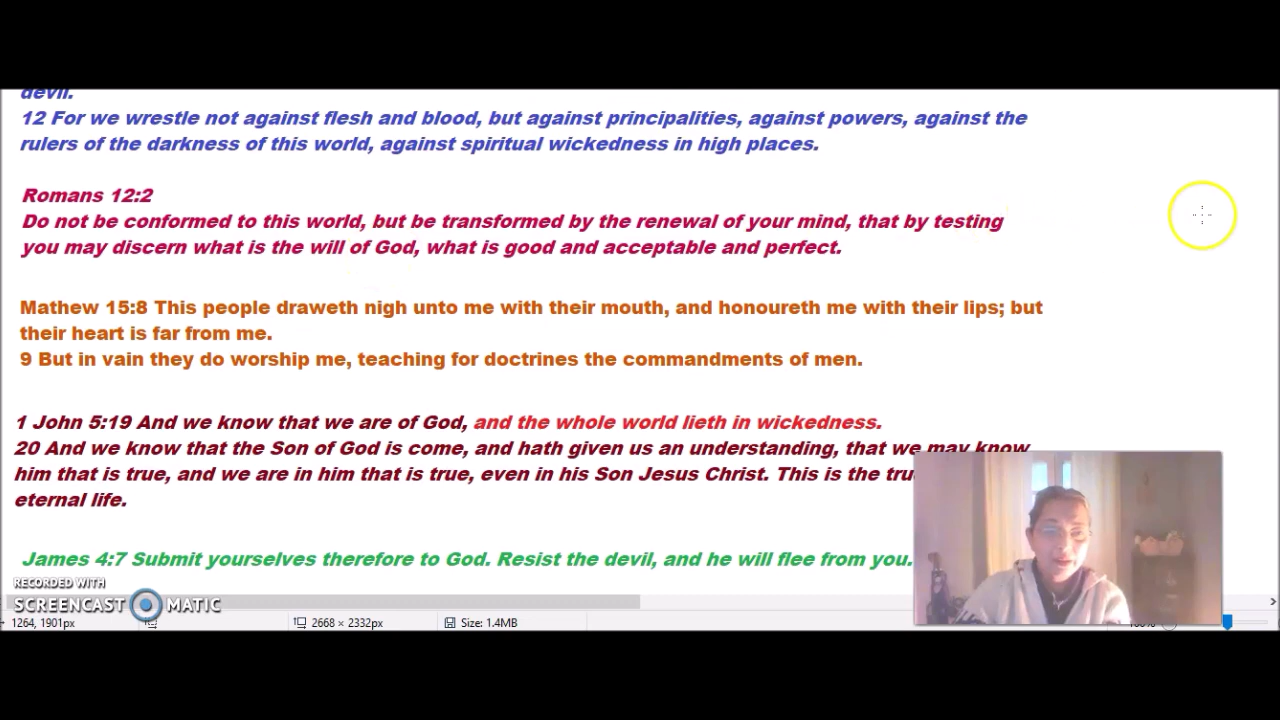 devil.
12 For we wrestle not against flesh and blood, but against principalities, against powers, against the
rulers of the darkness of this world, against spiritual wickedness in high places.
Romans 12:2
Do not be conformed to this world, but be transformed by the renewal of your mind, that by testing
you may discern what is the will of God, what is good and acceptable and perfect.
Mathew 15:8 This people draweth nigh unto me with their mouth, and honoureth me with their lips; but
their heart is far from me.
9 But in vain they do worship me, teaching for doctrines the commandments of men.
1 John 5:19 And we know that we are of God, and the whole world lieth in wickedness.
20 And we know that the Son of God is come, and hath given us an understanding, that we may know
him that is true, and we are in him that is true, even in his Son Jesus Christ. This is the
eternal life.
James 4:7 Submit yourselves therefore to God. Resist the devil, and he will flee from you.
RECORDED WITH
SCREENCAST MATIC
1264, 1901px 2668 × 2332px Size: 1.4MB